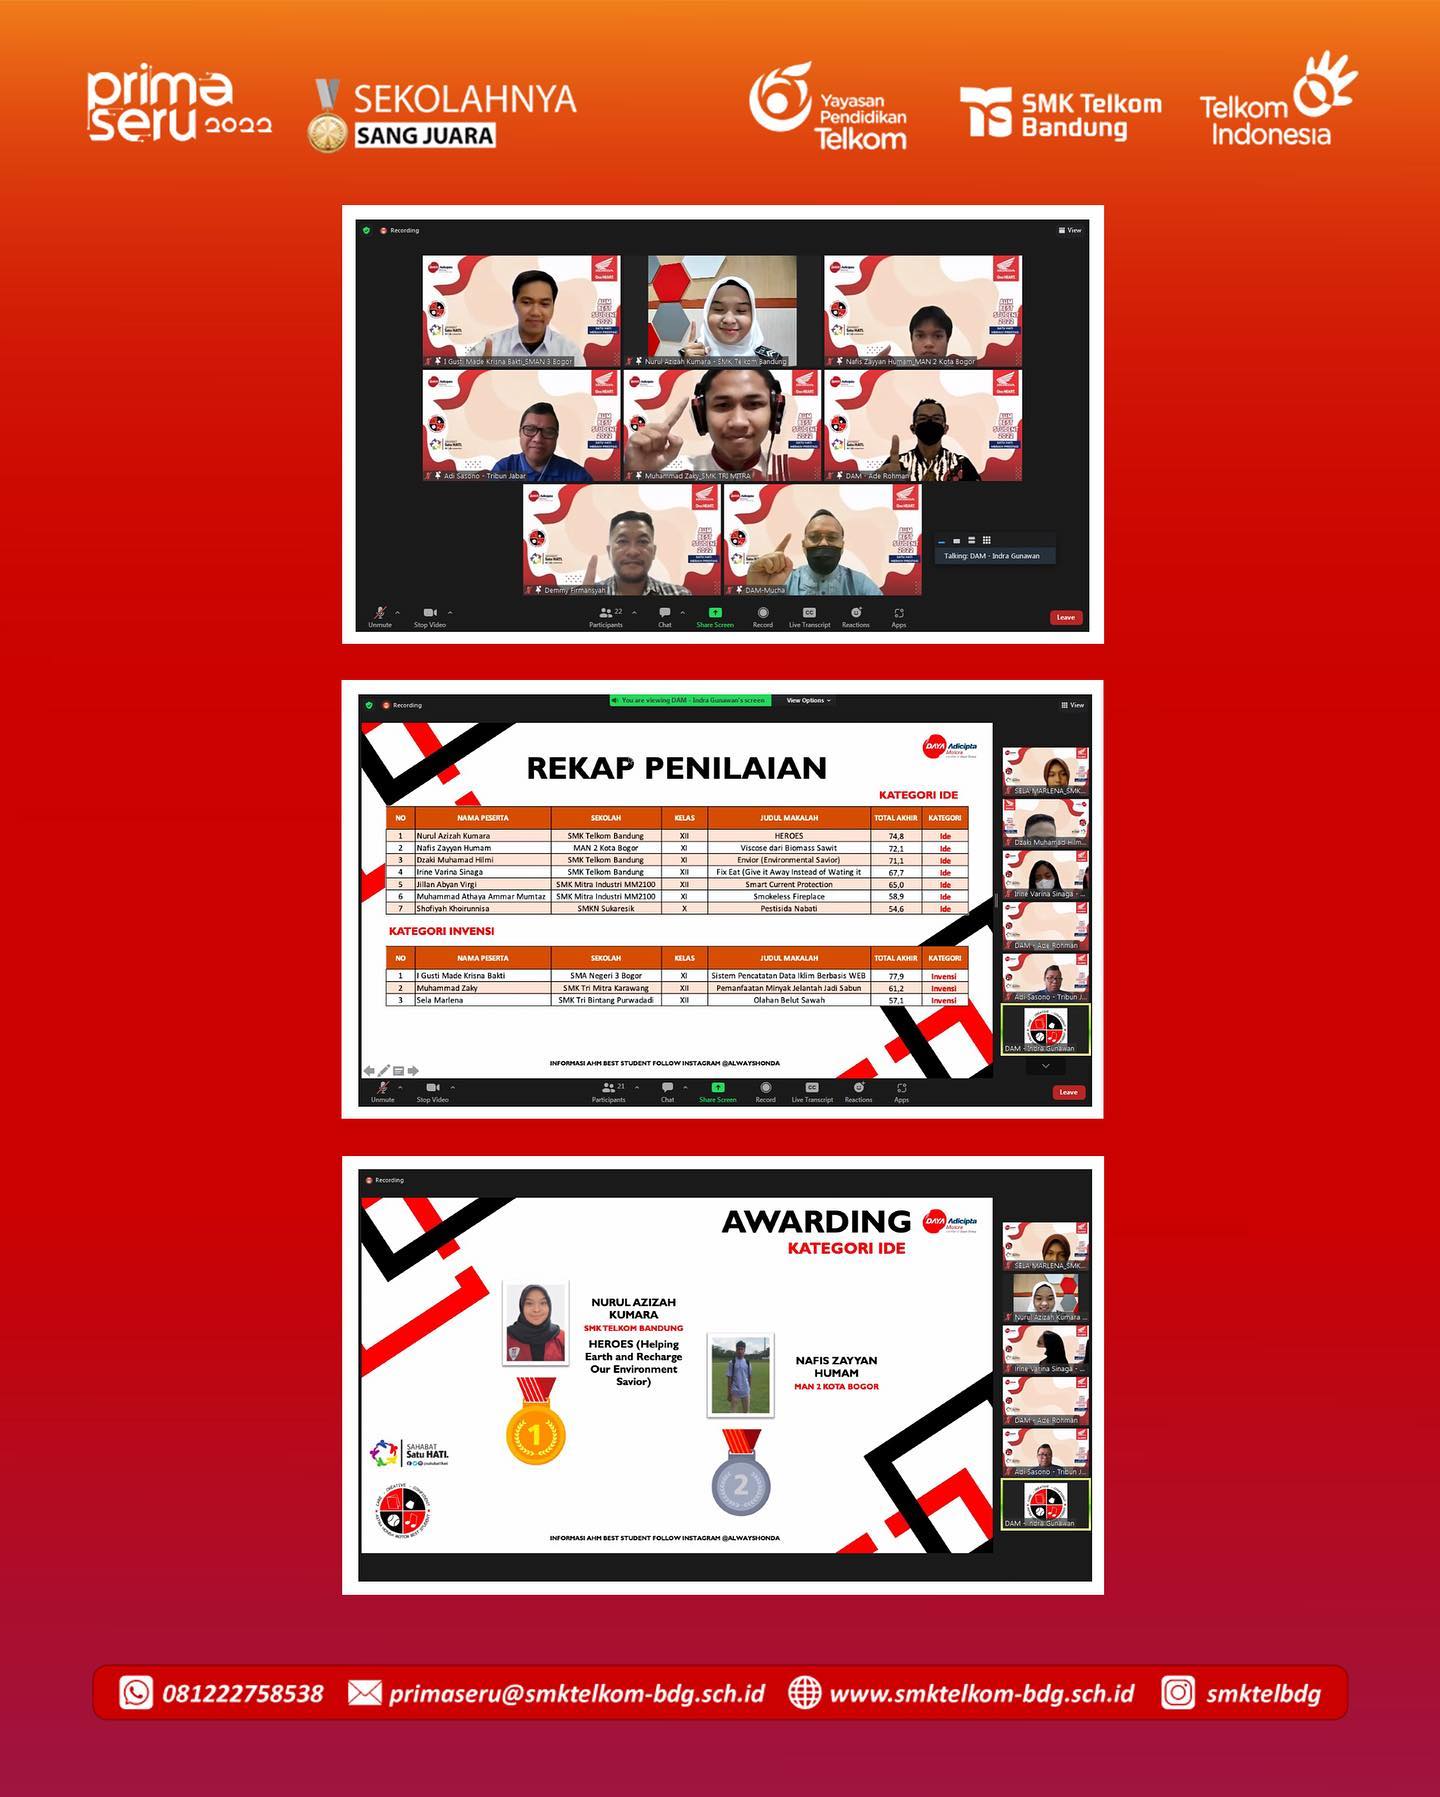 prima
seru 2022
SEKOLAHNYA
SANG JUARA
Yayasan
Pendidikan
Telkom
SMK Telkom
Bandung
Telkom
Indonesia
Recording
View
I Gusti Made Krisna Bakti_SMAN 3 Bogor
Nurul Azizah Kumara - SMK Telkom Bandung
Nafis Zayyan Humam_MAN 2 Kota Bogor
Adi Sasono - Tribun Jabar
Muhammad Zaky_SMK TRI MITRA
DAM - Ade Rohman
Demmy Firmansyah
DAM-Mucha
AHM
BEST
STUDENT
2022
Talking: DAM - Indra Gunawan
Unmute
Stop Video
22
Participants
Chat
Share Screen
Record
Live Transcript
Reactions
Apps
Leave
Recording
You are viewing DAM - Indra Gunawan's screen
View Options
View
DAYA Adicipta
Motora
REKAP PENILAIAN
KATEGORI IDE
NO NAMA PESERTA SEKOLAH KELAS JUDUL MAKALAH TOTAL AKHIR KATEGORI
1 Nurul Azizah Kumara SMK Telkom Bandung XII HEROES 74,8 Ide
2 Nafis Zayyan Humam MAN 2 Kota Bogor XI Viscose dari Biomass Sawit 72,1 Ide
3 Dzaki Muhamad Hilmi SMK Telkom Bandung XI Envior (Environmental Savior) 71,1 Ide
4 Irine Varina Sinaga SMK Telkom Bandung XII Fix Eat (Give it Away Instead of Wating it 67,7 Ide
5 Jillan Abyan Virgi SMK Mitra Industri MM2100 XII Smart Current Protection 65,0 Ide
6 Muhammad Athaya Ammar Mumtaz SMK Mitra Industri MM2100 XI Smokeless Fireplace 58,9 Ide
7 Shofiyah Khoirunnisa SMKN Sukaresik X Pestisida Nabati 54,6 Ide
KATEGORI INVENSI
NO NAMA PESERTA SEKOLAH KELAS JUDUL MAKALAH TOTAL AKHIR KATEGORI
1 I Gusti Made Krisna Bakti SMA Negeri 3 Bogor XI Sistem Pencatatan Data Iklim Berbasis WEB 77,9 Invensi
2 Muhammad Zaky SMK Tri Mitra Karawang XII Pemanfaatan Minyak Jelantah Jadi Sabun 61,2 Invensi
3 Sela Marlena SMK Tri Bintang Purwadadi XII Olahan Belut Sawah 57,1 Invensi
INFORMASI AHM BEST STUDENT FOLLOW INSTAGRAM @ALWAYSHONDA
SELA MARLENA_SMK...
Dzaki Muhamad Hilm...
Irine Varina Sinaga - ...
DAM - Ade Rohman
Adi Sasono - Tribun J...
DAM - Indra Gunawan
Unmute
Stop Video
21
Participants
Chat
Share Screen
Record
Live Transcript
Reactions
Apps
Leave
Recording
AWARDING
DAYA Adicipta
Motora
KATEGORI IDE
NURUL AZIZAH
KUMARA
SMK TELKOM BANDUNG
HEROES (Helping
Earth and Recharge
Our Environment
Savior)
1
NAFIS ZAYYAN
HUMAM
MAN 2 KOTA BOGOR
2
SAHABAT
Satu HATI.
INFORMASI AHM BEST STUDENT FOLLOW INSTAGRAM @ALWAYSHONDA
SELA MARLENA_SMK...
Nurul Azizah Kumara ...
Irine Varina Sinaga - ...
DAM - Ade Rohman
Adi Sasono - Tribun J...
DAM - Indra Gunawan
081222758538
primaseru@smktelkom-bdg.sch.id
www.smktelkom-bdg.sch.id
smktelbdg